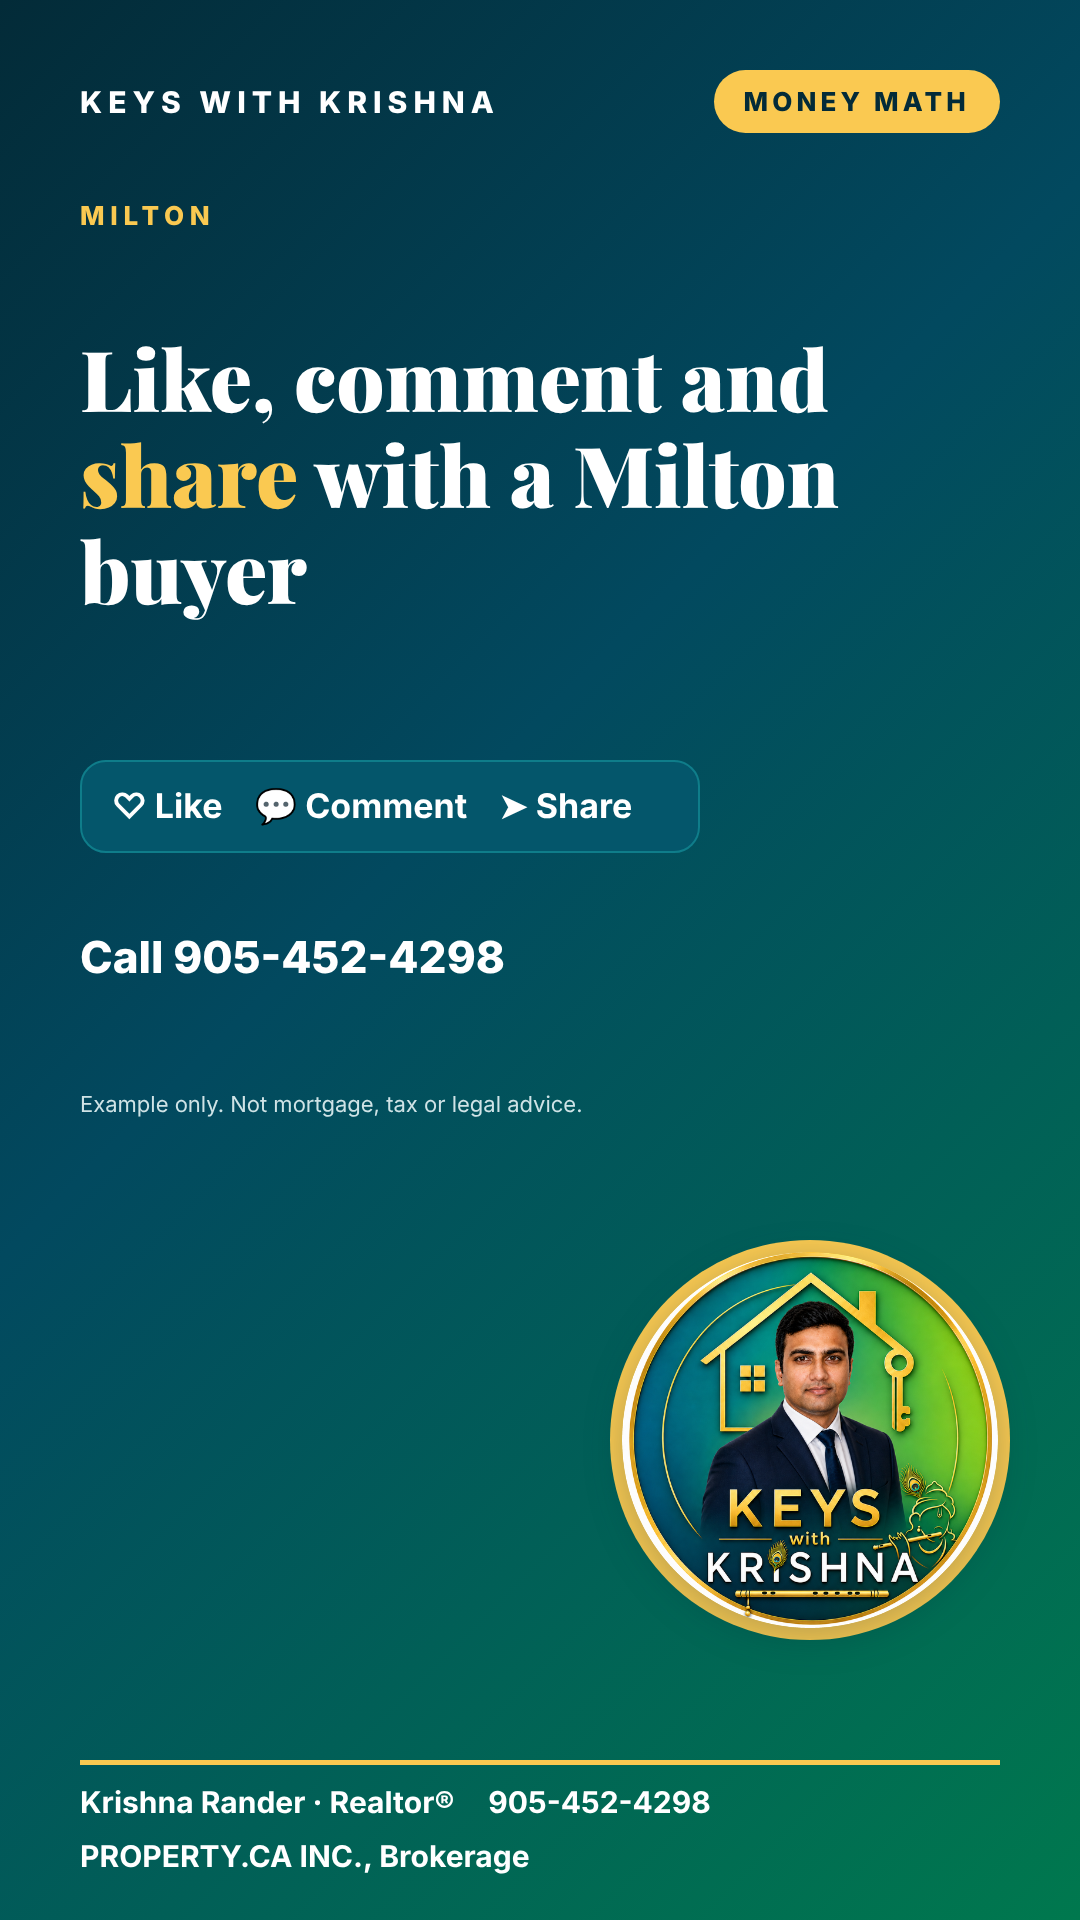 KEYS WITH KRISHNA
MONEY MATH
MILTON
Like, comment and
share with a Milton
buyer
♡ Like 💬 Comment ➤ Share
Call 905-452-4298
Example only. Not mortgage, tax or legal advice.
KEYS
with
KRISHNA
Krishna Rander · Realtor® 905-452-4298
PROPERTY.CA INC., Brokerage